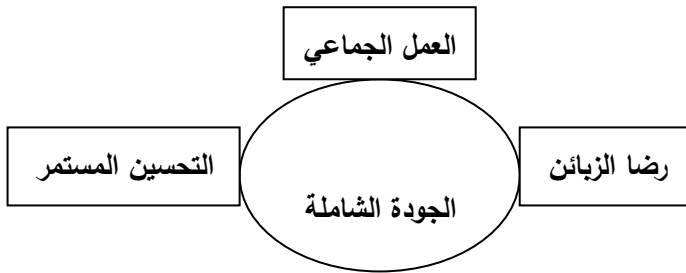 العمل الجماعي
رضا الزبائن
التحسين المستمر
الجودة الشاملة